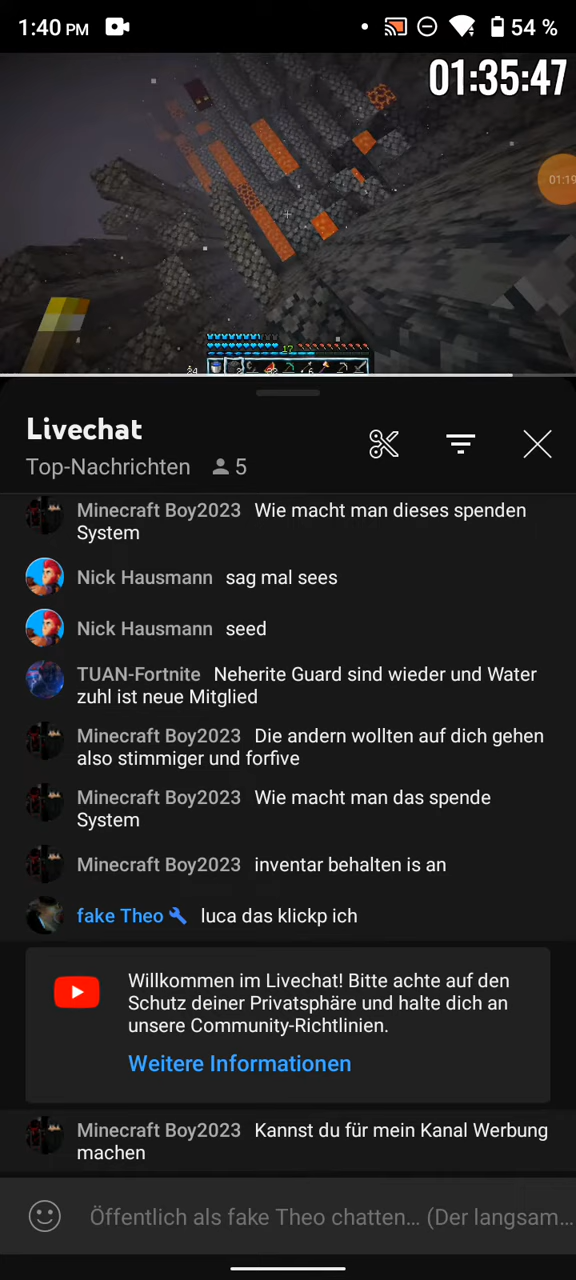 1:40 PM
54 %
01:35:47
01:19
17
Livechat
Top-Nachrichten 5
Minecraft Boy2023 Wie macht man dieses spenden
System
Nick Hausmann sag mal sees
Nick Hausmann seed
TUAN-Fortnite Neherite Guard sind wieder und Water
zuhl ist neue Mitglied
Minecraft Boy2023 Die andern wollten auf dich gehen
also stimmiger und forfive
Minecraft Boy2023 Wie macht man das spende
System
Minecraft Boy2023 inventar behalten is an
fake Theo luca das klickp ich
Willkommen im Livechat! Bitte achte auf den
Schutz deiner Privatsphäre und halte dich an
unsere Community-Richtlinien.
Weitere Informationen
Minecraft Boy2023 Kannst du für mein Kanal Werbung
machen
Öffentlich als fake Theo chatten... (Der langsam...